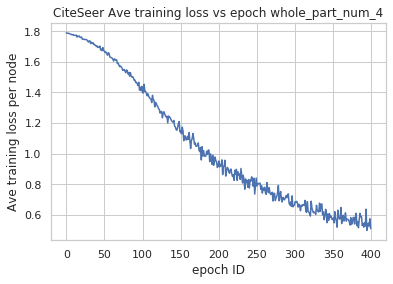 CiteSeer Ave training loss vs epoch whole_part_num_4
Ave training loss per node
1.8
1.6
1.4
1.2
1.0
0.8
0.6
0 50 100 150 200 250 300 350 400
epoch ID